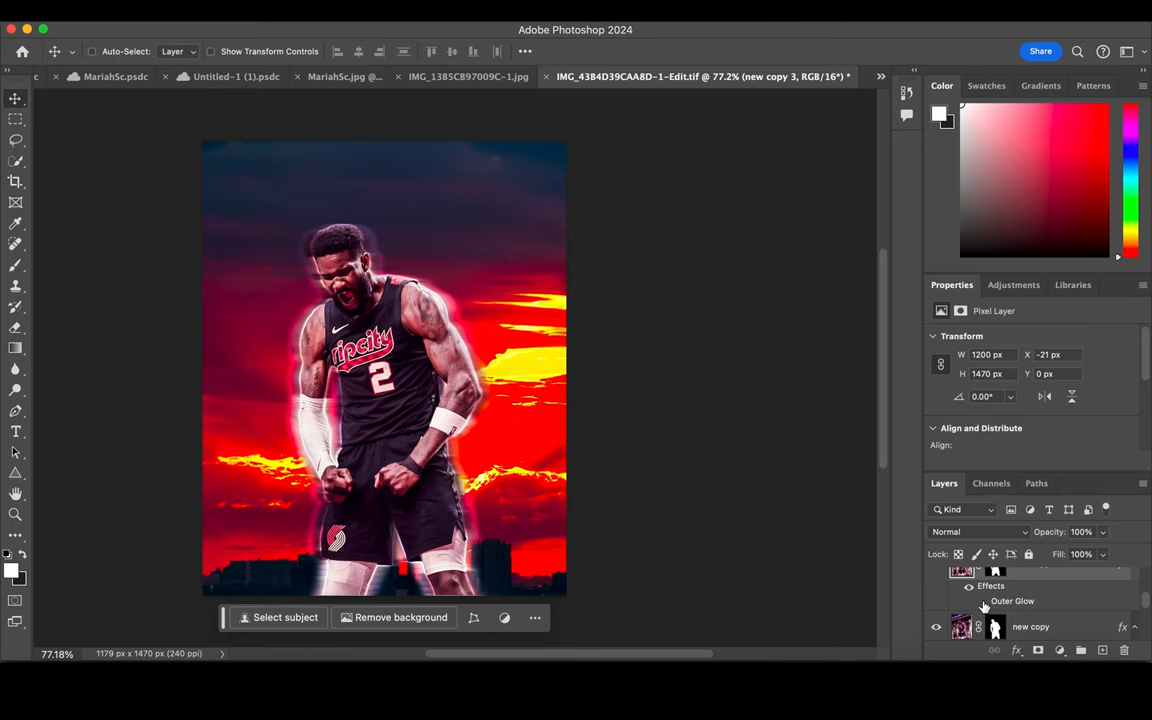 Adobe Photoshop 2024
Auto-Select: Layer Show Transform Controls Share
c MariahSc.psdc Untitled-1 (1).psdc MariahSc.jpg @... IMG_13B5CB97009C-1.jpg IMG_43B4D39CAA8D-1-Edit.tif @ 77.2% (new copy 3, RGB/16*) *
Color Swatches Gradients Patterns
Properties Adjustments Libraries
Pixel Layer
Transform
W 1200 px X -21 px
H 1470 px Y 0 px
0.00°
Align and Distribute
Align:
Layers Channels Paths
Kind
Normal Opacity: 100%
Lock: Fill: 100%
Effects
Outer Glow
new copy fx
fx
ripcity
2
Select subject Remove background
77.18% 1179 px x 1470 px (240 ppi)